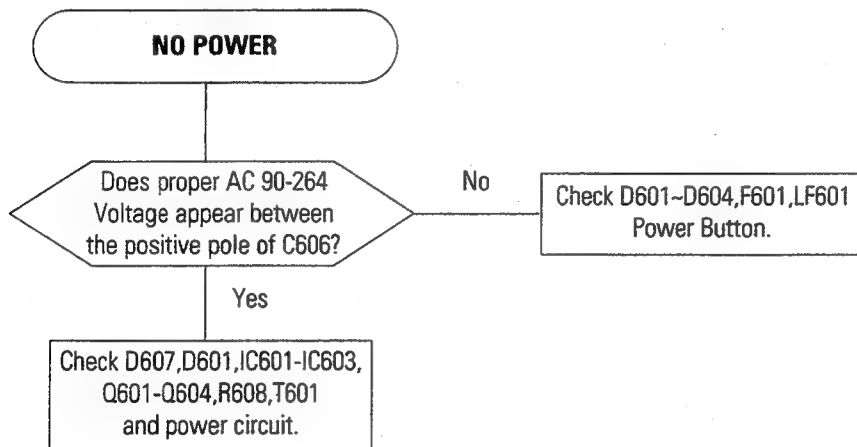 NO POWER
Does proper AC 90-264
Voltage appear between
the positive pole of C606?
No
Check D601~D604,F601,LF601
Power Button.
Yes
Check D607,D601,IC601-IC603,
Q601-Q604,R608,T601
and power circuit.